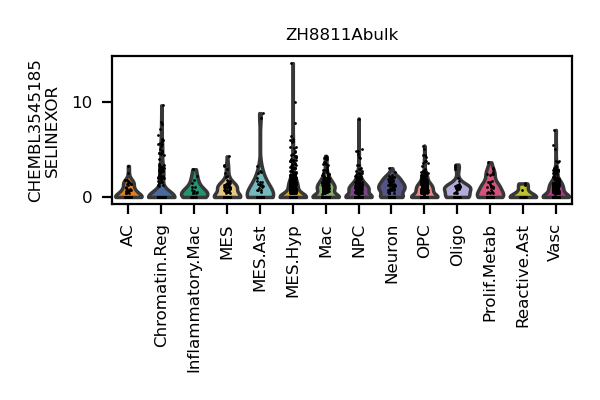 ZH8811Abulk
CHEMBL3545185
SELINEXOR
10
0
AC
Chromatin.Reg
Inflammatory.Mac
MES
MES.Ast
MES.Hyp
Mac
NPC
Neuron
OPC
Oligo
Prolif.Metab
Reactive.Ast
Vasc